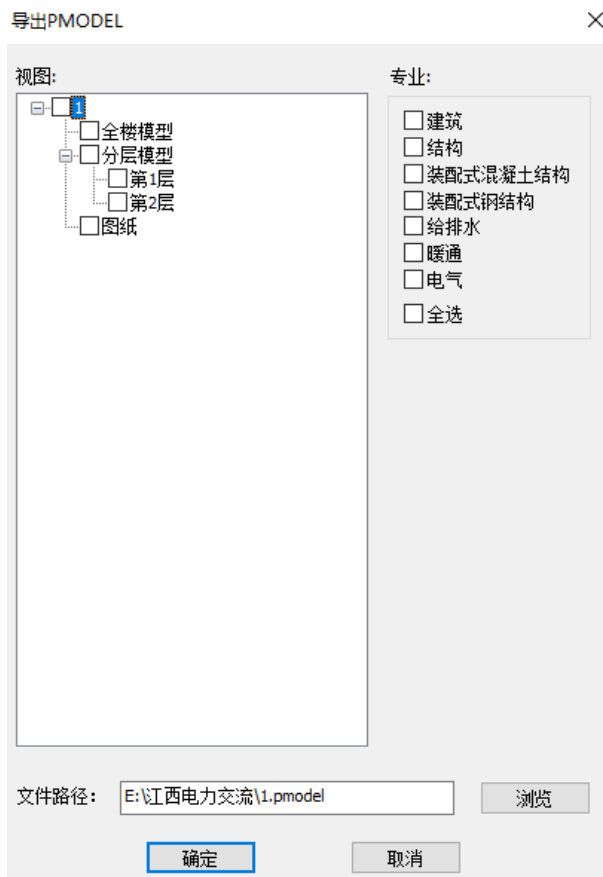 导出PMODEL
视图:
1
全楼模型
分层模型
第1层
第2层
图纸
专业:
建筑
结构
装配式混凝土结构
装配式钢结构
给排水
暖通
电气
全选
文件路径:
E:\江西电力交流\1.pmodel
浏览
确定
取消